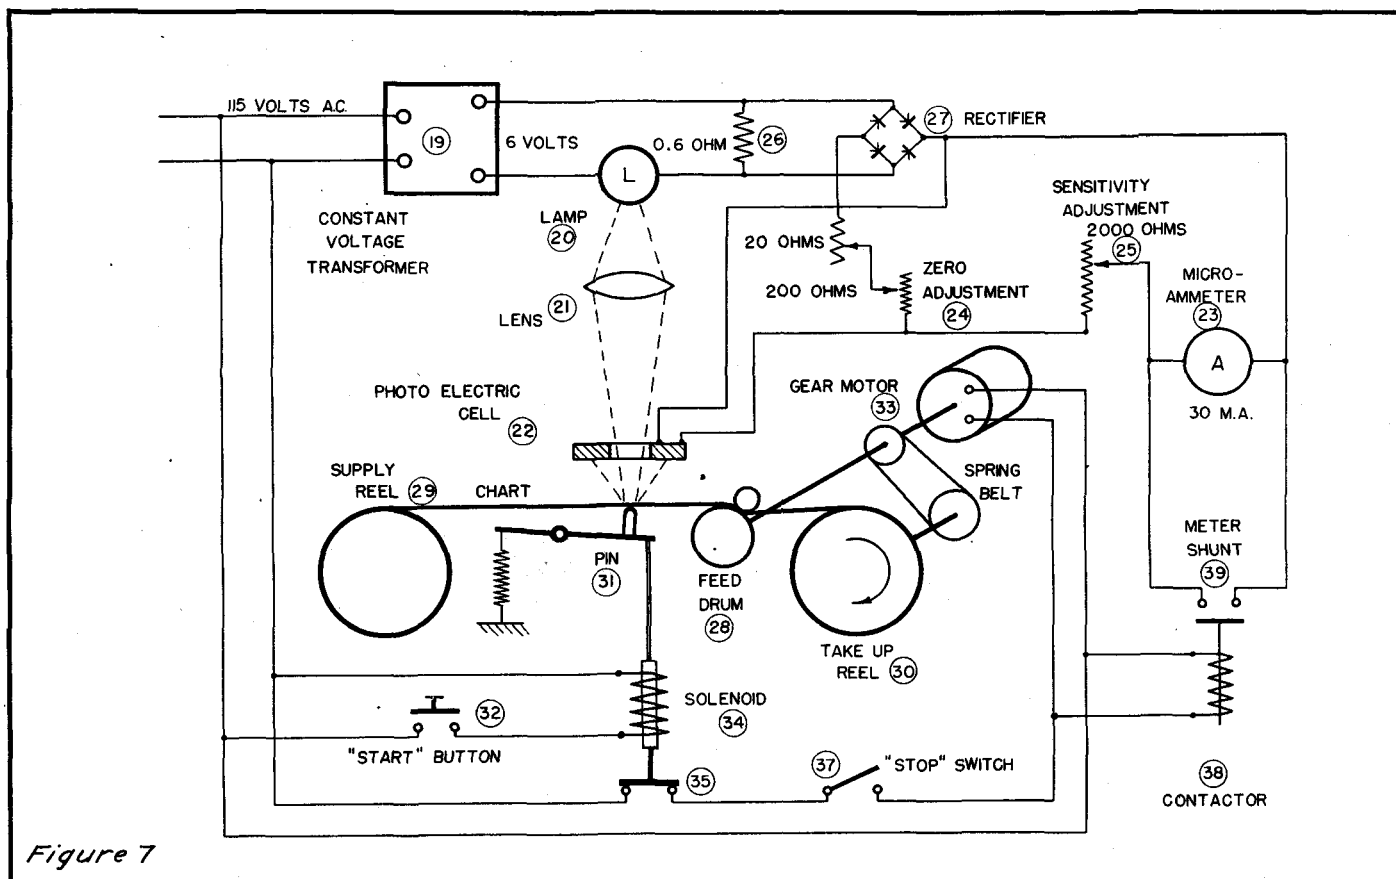 115 VOLTS A.C.
19
6 VOLTS
0.6 OHM
26
27 RECTIFIER
CONSTANT
VOLTAGE
TRANSFORMER
L
LAMP
20
LENS
21
20 OHMS
200 OHMS
ZERO
ADJUSTMENT
24
SENSITIVITY
ADJUSTMENT
2000 OHMS
25
MICRO-
AMMETER
23
A
30 M.A.
PHOTO ELECTRIC
CELL
22
GEAR MOTOR
33
SPRING
BELT
SUPPLY
REEL 29
CHART
PIN
31
FEED
DRUM
28
TAKE UP
REEL 30
METER
SHUNT
39
SOLENOID
34
32
"START" BUTTON
35
37
"STOP" SWITCH
38
CONTACTOR
Figure 7